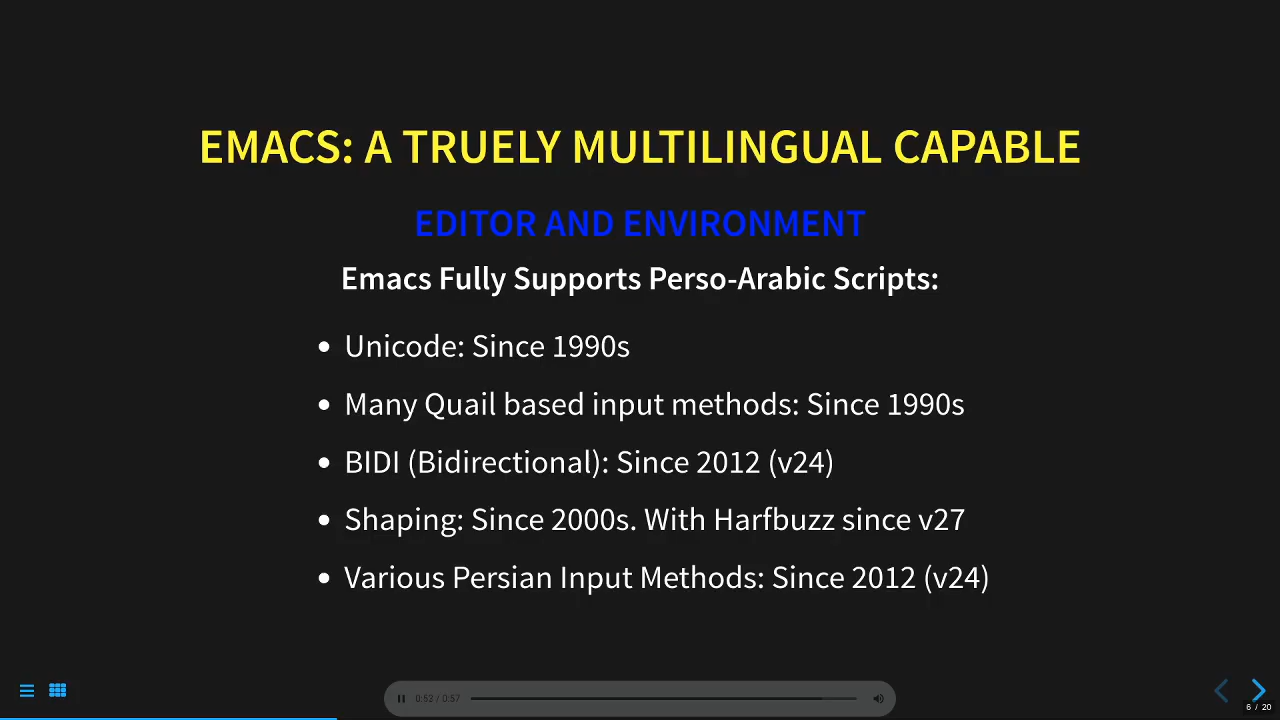 EMACS: A TRUELY MULTILINGUAL CAPABLE
EDITOR AND ENVIRONMENT
Emacs Fully Supports Perso-Arabic Scripts:
• Unicode: Since 1990s
• Many Quail based input methods: Since 1990s
• BIDI (Bidirectional): Since 2012 (v24)
• Shaping: Since 2000s. With Harfbuzz since v27
• Various Persian Input Methods: Since 2012 (v24)
0:53 / 0:57
6 / 20